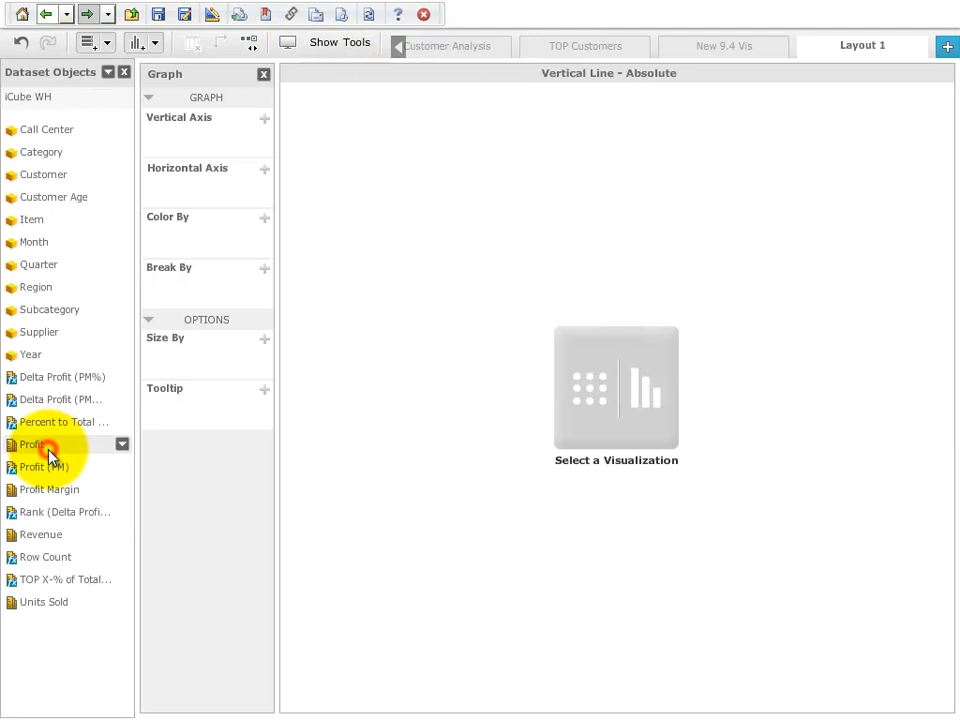 Show Tools
Customer Analysis
TOP Customers
New 9.4 Vis
Layout 1
Dataset Objects
iCube WH
Call Center
Category
Customer
Customer Age
Item
Month
Quarter
Region
Subcategory
Supplier
Year
Delta Profit (PM%)
Delta Profit (PM...
Percent to Total ...
Profit
Profit (PM)
Profit Margin
Rank (Delta Profi...
Revenue
Row Count
TOP X-% of Total...
Units Sold
Graph
GRAPH
Vertical Axis
Horizontal Axis
Color By
Break By
OPTIONS
Size By
Tooltip
Vertical Line - Absolute
Select a Visualization